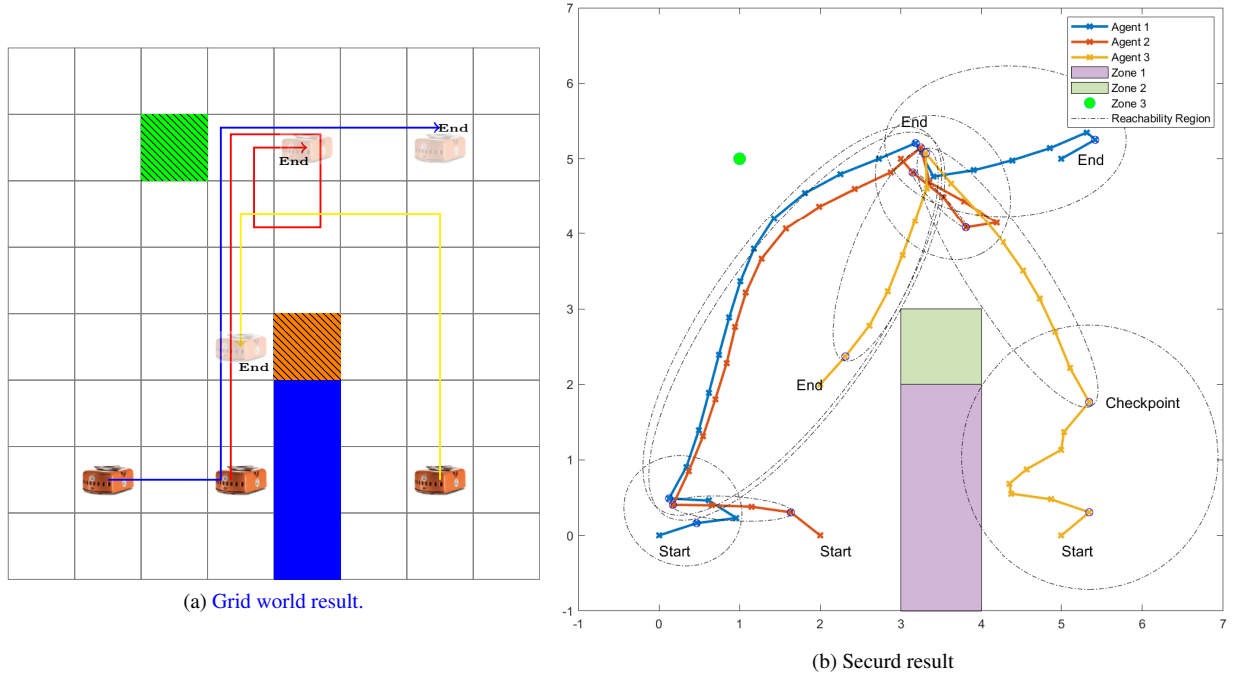 End
End
End
(a) Grid world result.
7
6
5
4
3
2
1
0
-1
-1
0
1
2
3
4
5
6
7
Agent 1
Agent 2
Agent 3
Zone 1
Zone 2
Zone 3
Reachability Region
End
End
End
Checkpoint
Start
Start
Start
(b) Securd result